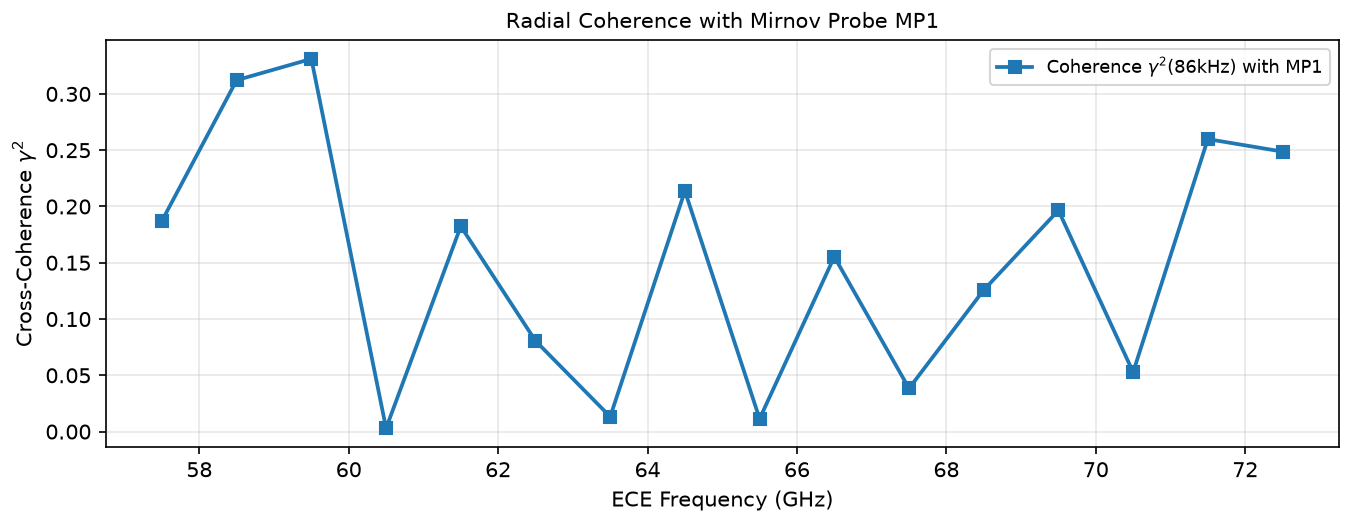 Radial Coherence with Mirnov Probe MP1
Coherence γ²(86kHz) with MP1
Cross-Coherence γ²
0.30
0.25
0.20
0.15
0.10
0.05
0.00
58 60 62 64 66 68 70 72
ECE Frequency (GHz)